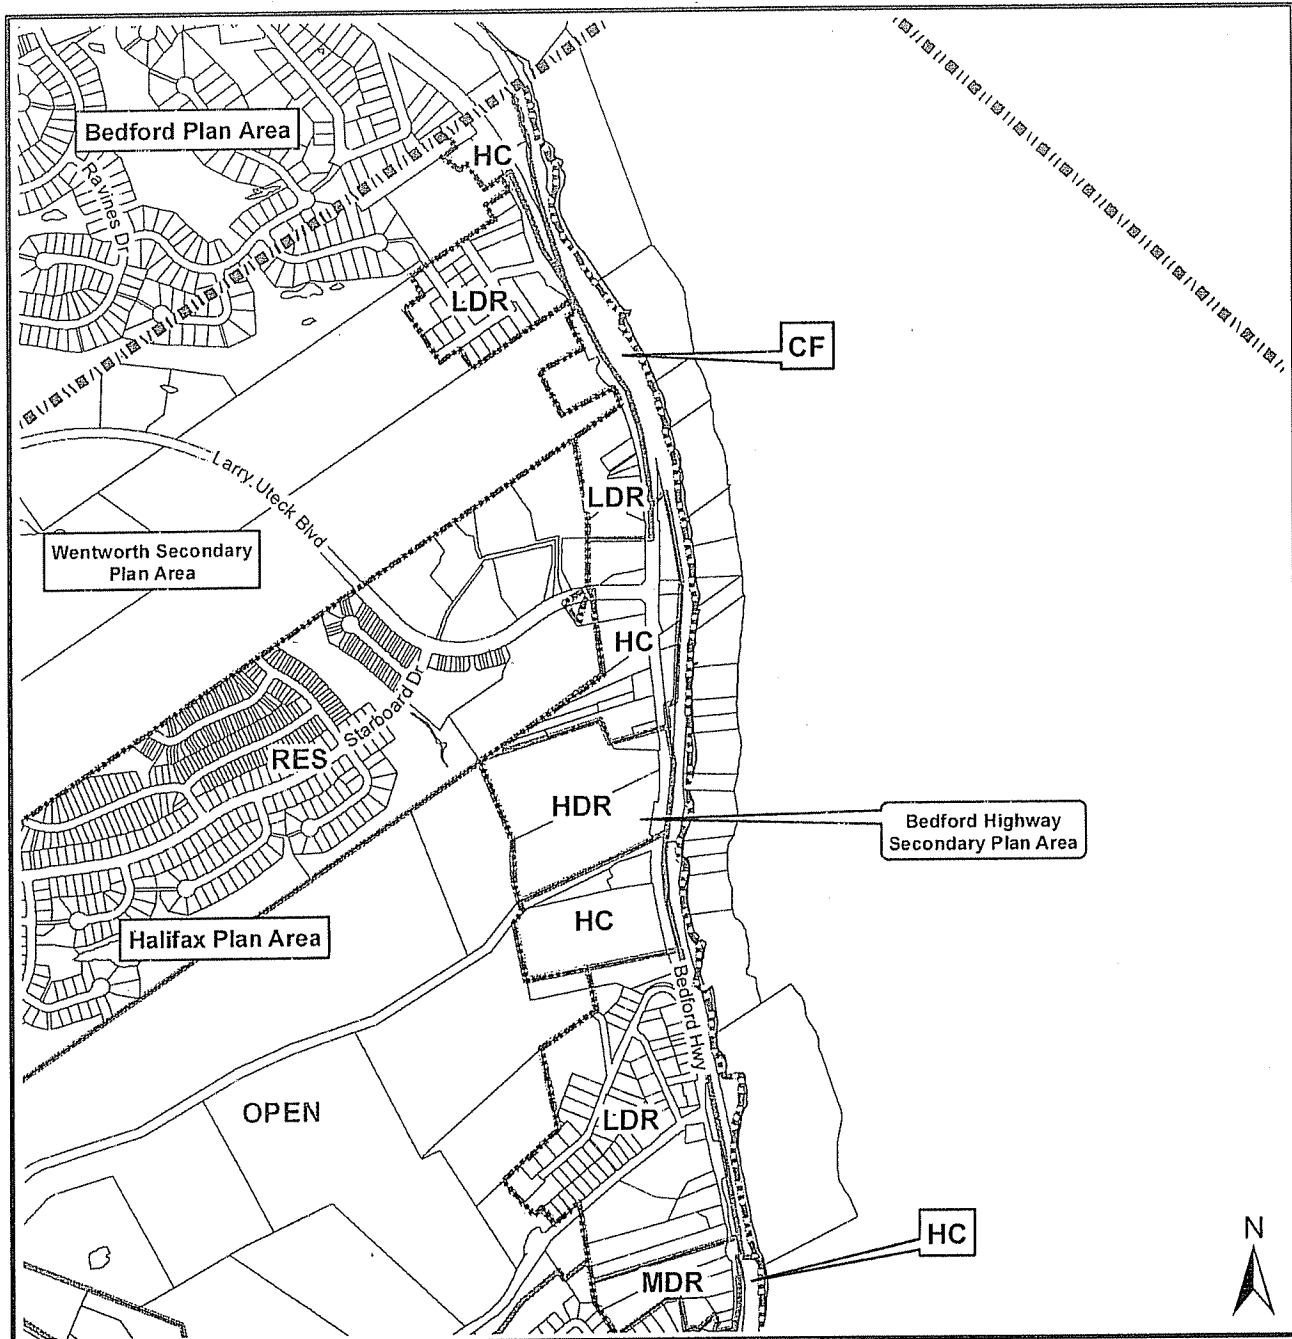 Bedford Plan Area
HC
Ravines Dr
LDR
CF
Larry Uteck Blvd
LDR
Wentworth Secondary
Plan Area
HC
Starboard Dr
RES
HDR
Bedford Highway
Secondary Plan Area
HC
Halifax Plan Area
Bedford Hwy
OPEN
LDR
HC
N
MDR